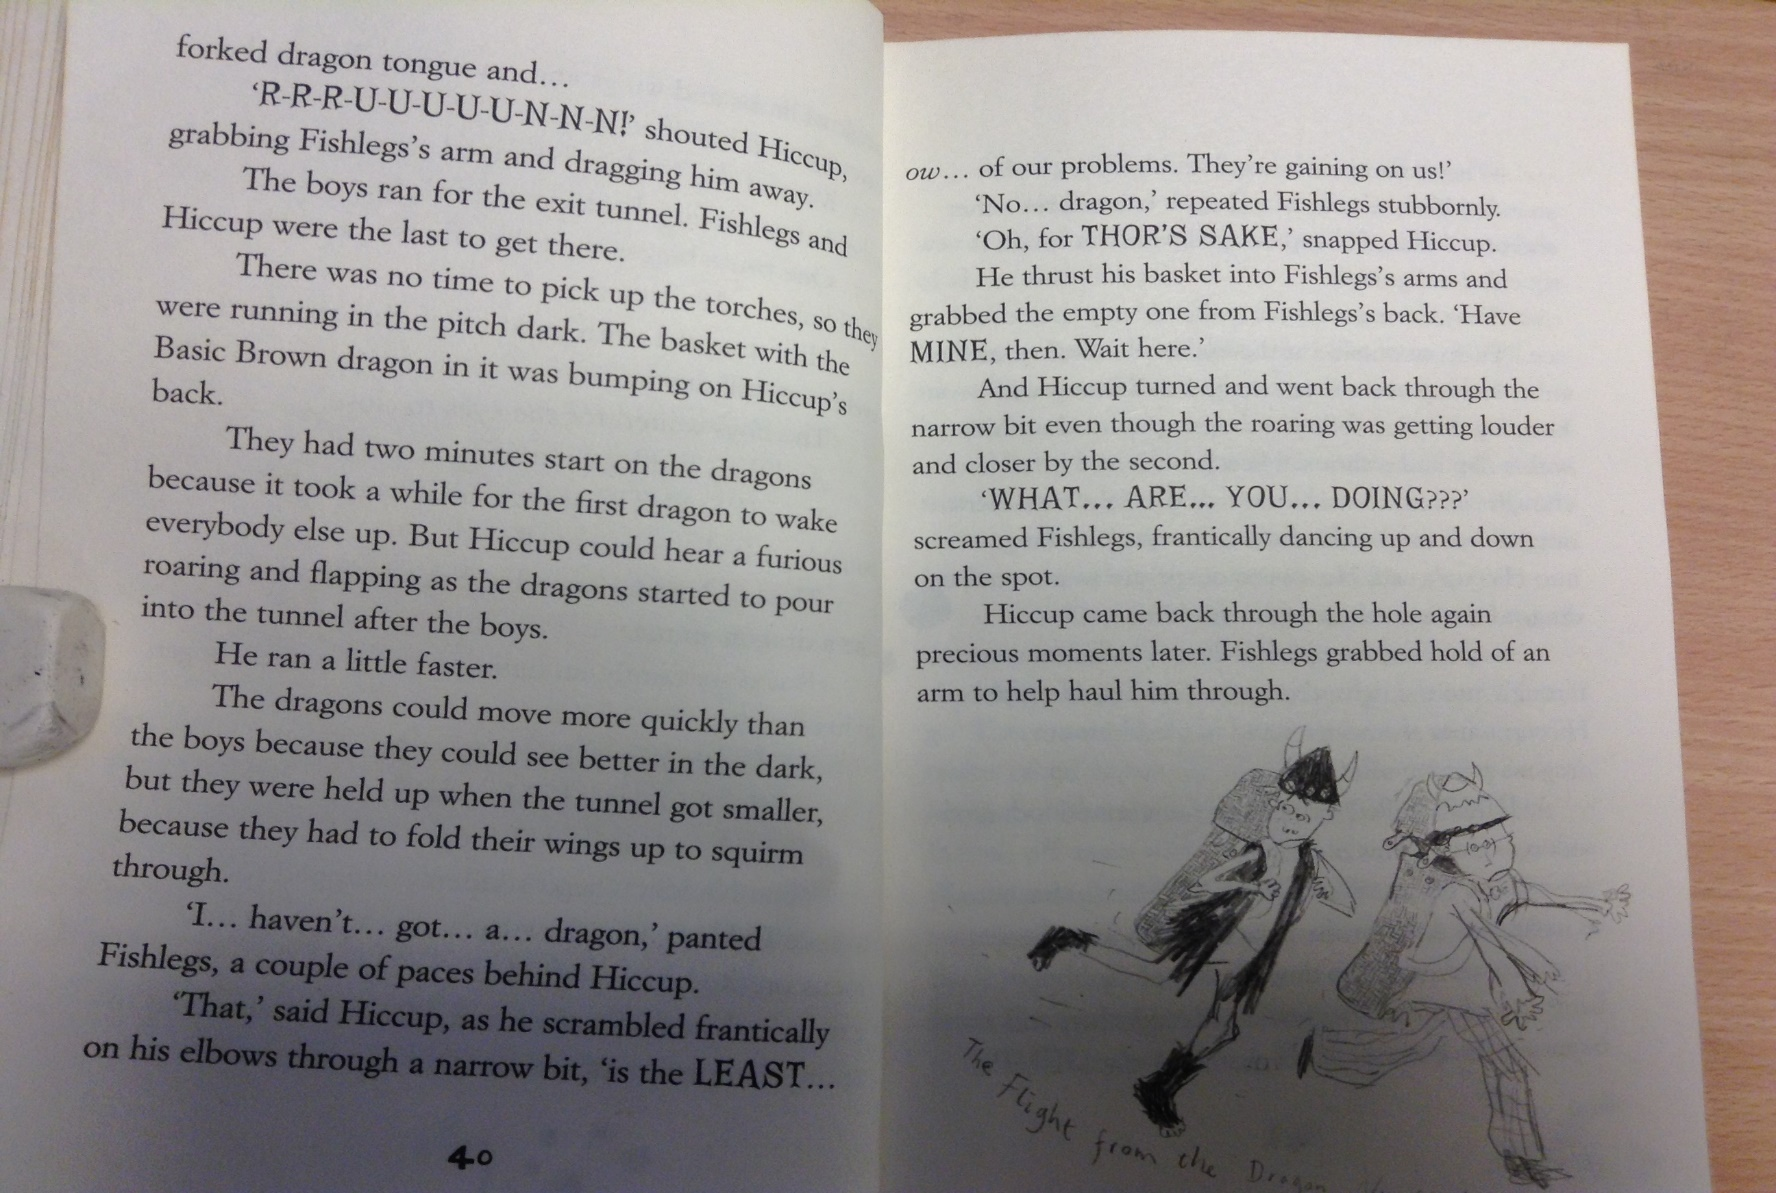 forked dragon tongue and…
‘R-R-R-U-U-U-U-U-N-N-N!’ shouted Hiccup,
grabbing Fishlegs’s arm and dragging him away.
The boys ran for the exit tunnel. Fishlegs and
Hiccup were the last to get there.
There was no time to pick up the torches, so they
were running in the pitch dark. The basket with the
Basic Brown dragon in it was bumping on Hiccup’s
back.
They had two minutes start on the dragons
because it took a while for the first dragon to wake
everybody else up. But Hiccup could hear a furious
roaring and flapping as the dragons started to pour
into the tunnel after the boys.
He ran a little faster.
The dragons could move more quickly than
the boys because they could see better in the dark,
but they were held up when the tunnel got smaller,
because they had to fold their wings up to squirm
through.
‘I… haven’t… got… a… dragon,’ panted
Fishlegs, a couple of paces behind Hiccup.
‘That,’ said Hiccup, as he scrambled frantically
on his elbows through a narrow bit, ‘is the LEAST…
40
ow… of our problems. They’re gaining on us!’
‘No… dragon,’ repeated Fishlegs stubbornly.
‘Oh, for THOR’S SAKE,’ snapped Hiccup.
He thrust his basket into Fishlegs’s arms and
grabbed the empty one from Fishlegs’s back. ‘Have
MINE, then. Wait here.’
And Hiccup turned and went back through the
narrow bit even though the roaring was getting louder
and closer by the second.
‘WHAT… ARE… YOU… DOING???’
screamed Fishlegs, frantically dancing up and down
on the spot.
Hiccup came back through the hole again
precious moments later. Fishlegs grabbed hold of an
arm to help haul him through.
The Flight from the Dragon